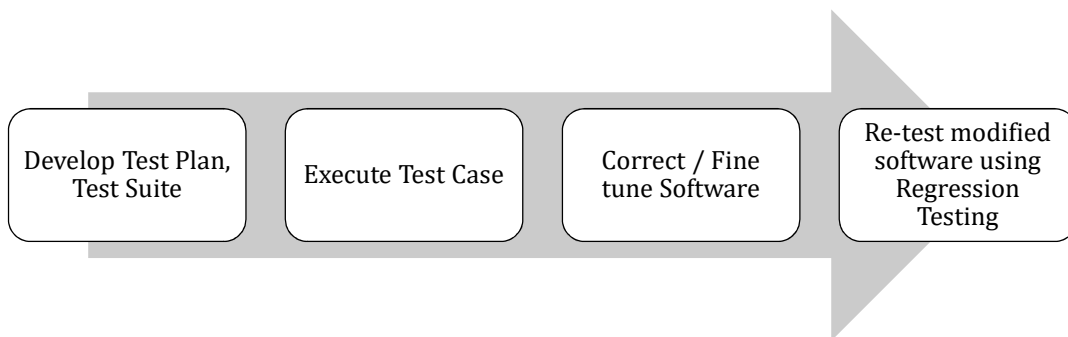 Develop Test Plan,
Test Suite
Execute Test Case
Correct / Fine
tune Software
Re-test modified
software using
Regression
Testing